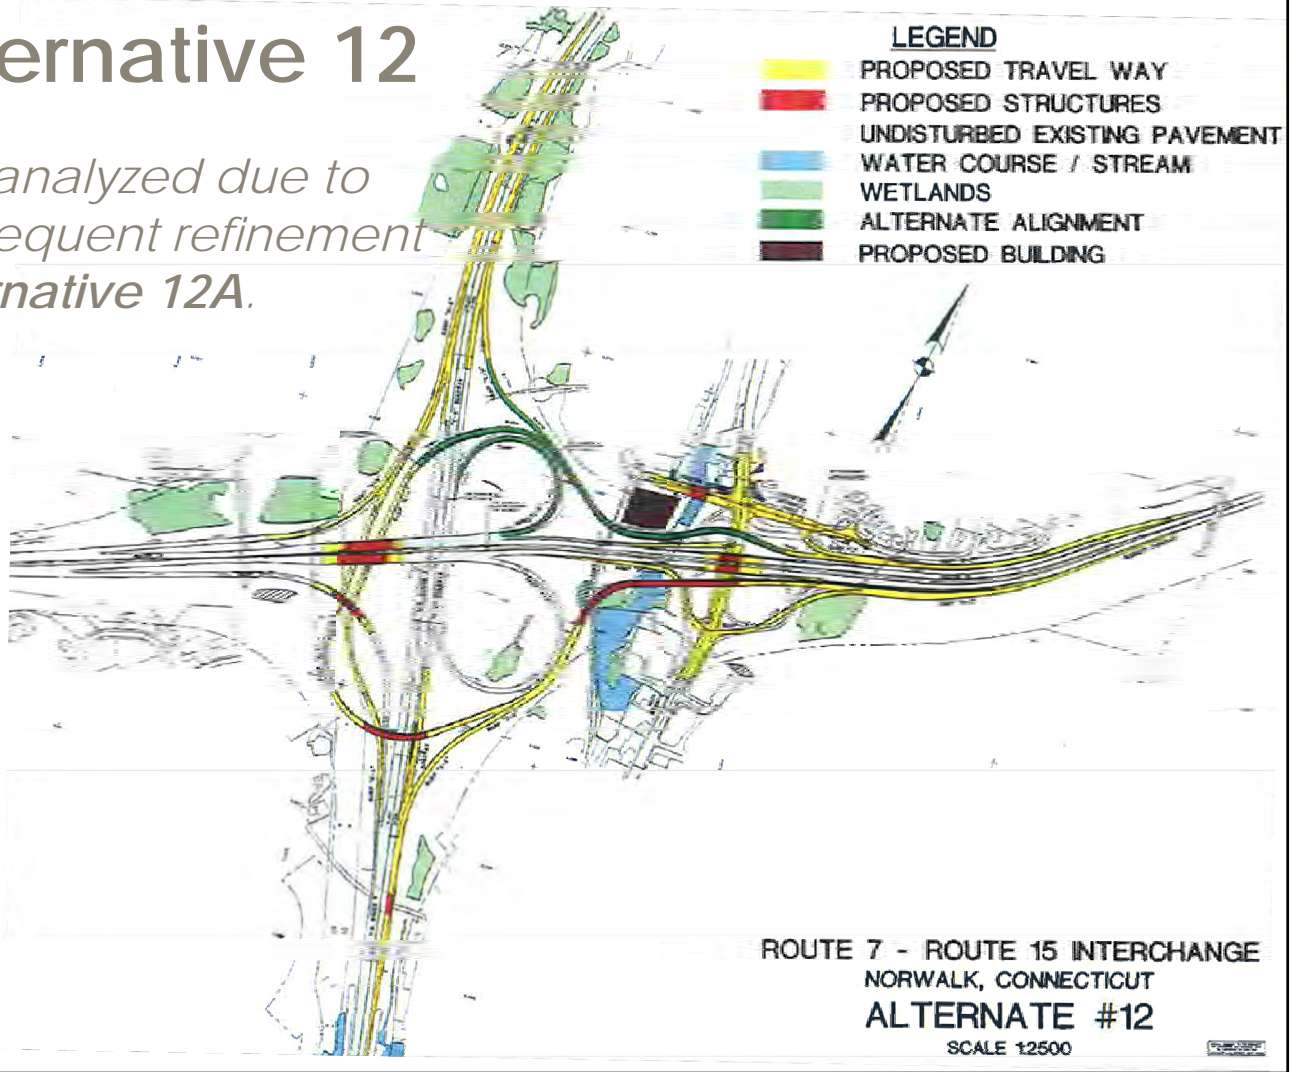 ernative 12
analyzed due to
equent refinement
rnative 12A.
LEGEND
PROPOSED TRAVEL WAY
PROPOSED STRUCTURES
UNDISTURBED EXISTING PAVEMENT
WATER COURSE / STREAM
WETLANDS
ALTERNATE ALIGNMENT
PROPOSED BUILDING
ROUTE 7 - ROUTE 15 INTERCHANGE
NORWALK, CONNECTICUT
ALTERNATE #12
SCALE 1:2500